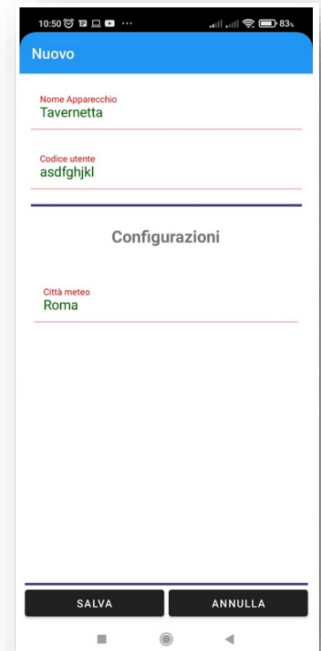 10:50 ... 83%
Nuovo
Nome Apparecchio
Tavernetta
Codice utente
asdfghjkl
Configurazioni
Città meteo
Roma
SALVA ANNULLA